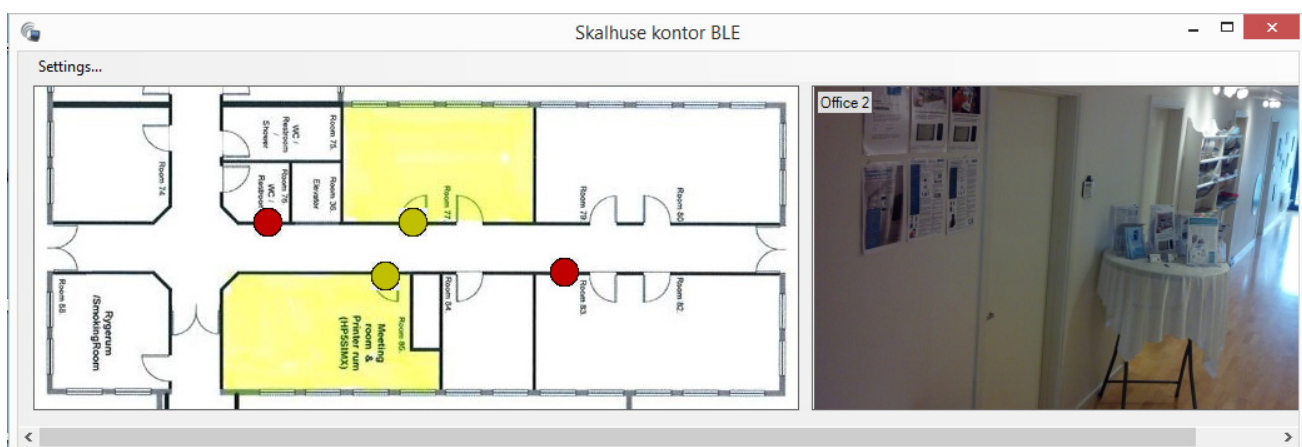 Skalhuse kontor BLE
Settings...
Office 2
Room 74.
WC /
Restroom
/
Shower
Room 75.
Room 76
WC /
Restroom
Room 36.
Elevator
Room 77.
Room 79.
Room 80.
Room 88.
Rygerum
/SmokingRoom
Meeting
room &
Printer rum
(HP5SIMX)
Room 85.
Room 84.
Room 83.
Room 82.